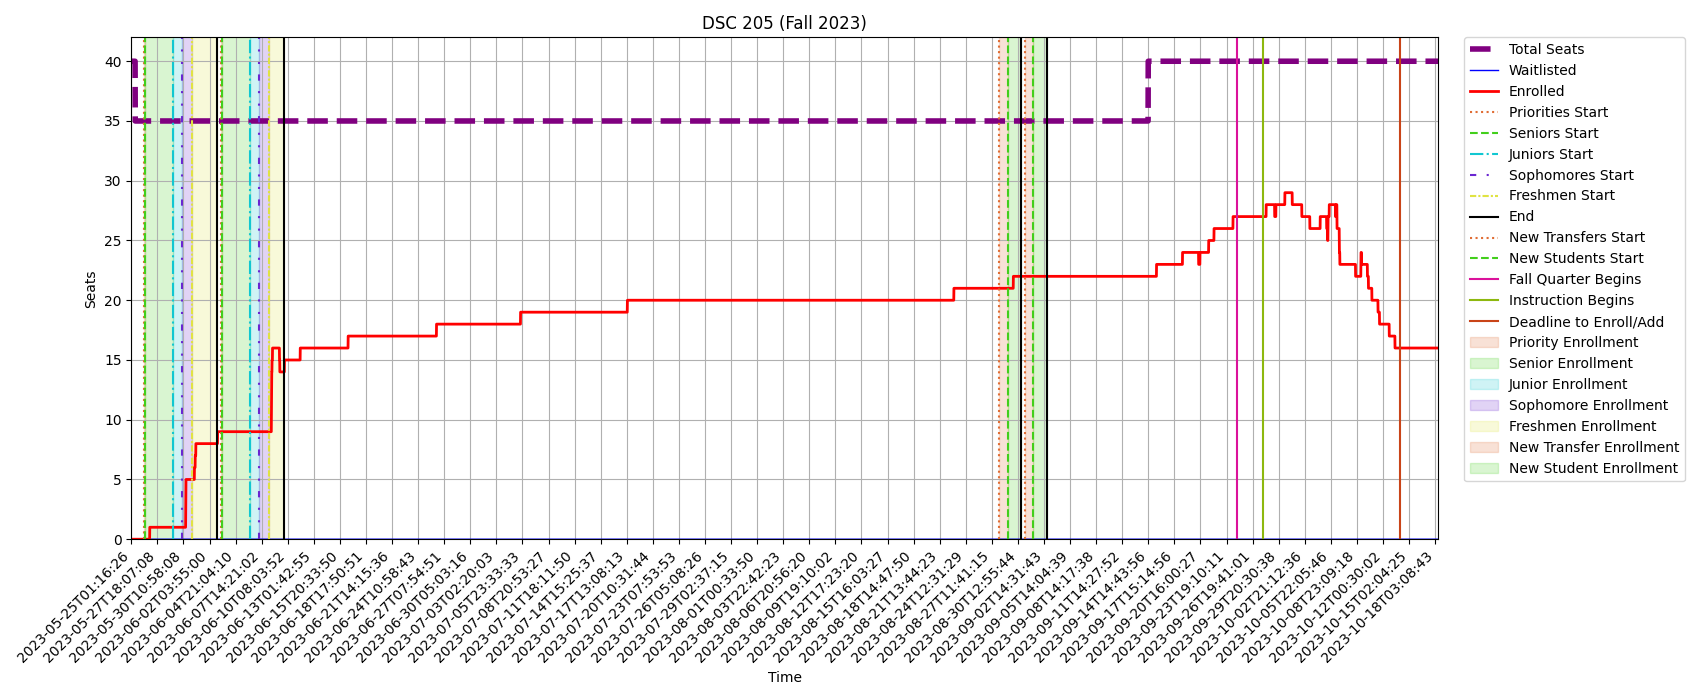 DSC 205 (Fall 2023)
Seats
40
35
30
25
20
15
10
5
0
2023-05-25T01:16:26
2023-05-27T18:07:08
2023-05-30T10:58:08
2023-06-02T03:55:00
2023-06-04T21:04:10
2023-06-07T14:21:02
2023-06-10T08:03:52
2023-06-13T01:42:55
2023-06-15T20:33:50
2023-06-18T17:50:51
2023-06-21T14:15:36
2023-06-24T10:58:43
2023-06-27T07:54:51
2023-06-30T05:03:16
2023-07-03T02:20:03
2023-07-05T23:33:33
2023-07-08T20:53:27
2023-07-11T18:11:50
2023-07-14T15:25:37
2023-07-17T13:08:13
2023-07-20T10:31:44
2023-07-23T07:53:53
2023-07-26T05:08:26
2023-07-29T02:37:15
2023-08-01T00:33:50
2023-08-03T22:42:23
2023-08-06T20:56:20
2023-08-09T19:10:02
2023-08-12T17:23:20
2023-08-15T16:03:27
2023-08-18T14:47:50
2023-08-21T13:44:23
2023-08-24T12:31:29
2023-08-27T11:41:15
2023-08-30T12:55:44
2023-09-02T14:31:43
2023-09-05T14:04:39
2023-09-08T14:17:38
2023-09-11T14:27:52
2023-09-14T14:43:56
2023-09-17T15:14:56
2023-09-20T16:00:27
2023-09-23T19:10:11
2023-09-26T19:41:01
2023-09-29T20:30:38
2023-10-02T21:12:36
2023-10-05T22:05:46
2023-10-08T23:09:18
2023-10-12T00:30:02
2023-10-15T02:04:25
2023-10-18T03:08:43
Time
Total Seats
Waitlisted
Enrolled
Priorities Start
Seniors Start
Juniors Start
Sophomores Start
Freshmen Start
End
New Transfers Start
New Students Start
Fall Quarter Begins
Instruction Begins
Deadline to Enroll/Add
Priority Enrollment
Senior Enrollment
Junior Enrollment
Sophomore Enrollment
Freshmen Enrollment
New Transfer Enrollment
New Student Enrollment